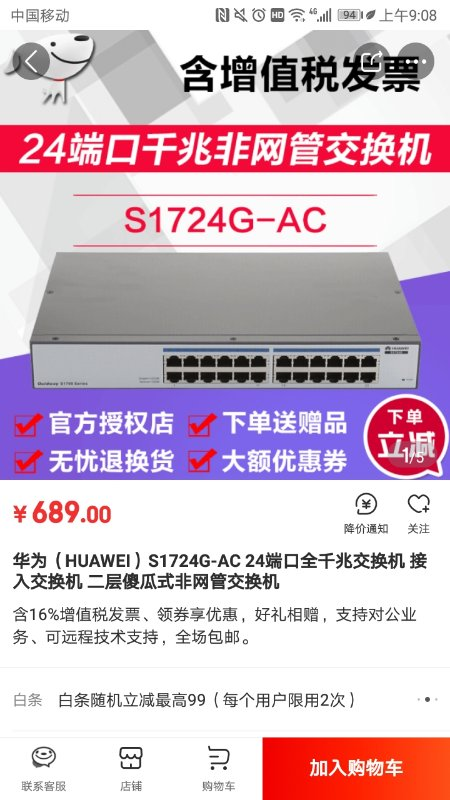 中国移动
4G
HD
94
上午9:08
含增值税发票
24端口千兆非网管交换机
S1724G-AC
HUAWEI
Quidway S1700 Series
官方授权店
下单送赠品
无忧退换货
大额优惠券
下单
立减
1/5
￥689.00
降价通知
关注
华为（HUAWEI）S1724G-AC 24端口全千兆交换机 接
入交换机 二层傻瓜式非网管交换机
含16%增值税发票、领券享优惠，好礼相赠，支持对公业
务、可远程技术支持，全场包邮。
白条
白条随机立减最高99（每个用户限用2次）
联系客服
店铺
购物车
加入购物车